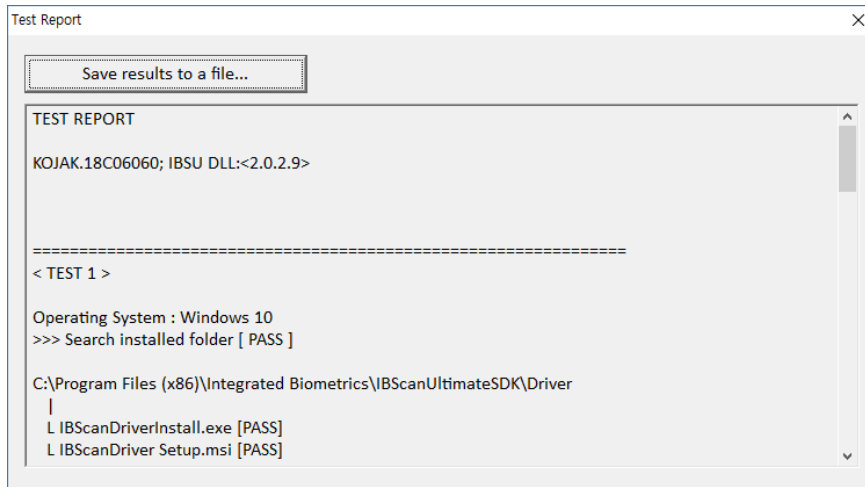 Test Report
Save results to a file...
TEST REPORT
KOJAK.18C06060; IBSU DLL:<2.0.2.9>
================================================================
< TEST 1 >
Operating System : Windows 10
>>> Search installed folder [ PASS ]
C:\Program Files (x86)\Integrated Biometrics\IBScanUltimateSDK\Driver
|
L IBScanDriverInstall.exe [PASS]
L IBScanDriver Setup.msi [PASS]